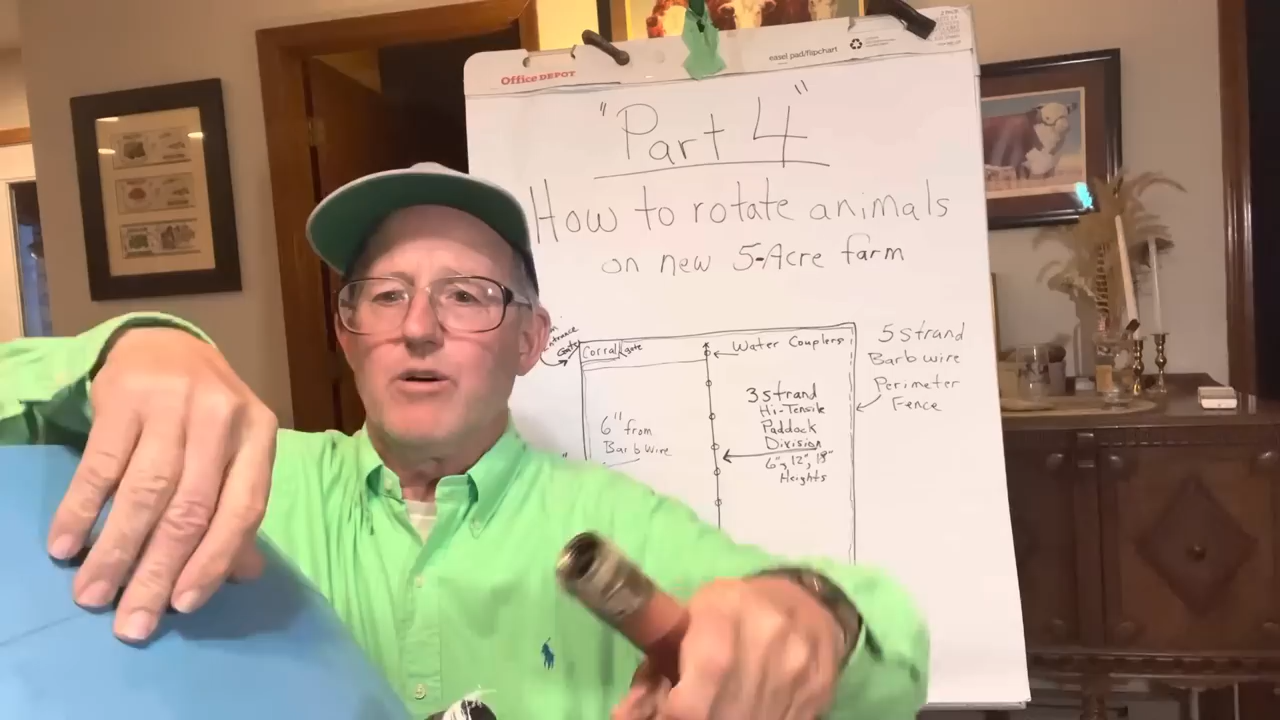 Office DEPOT
easel pad/flipchart
"Part 4"
How to rotate animals
on new 5-Acre farm
Corral gate
Water Couplers
5 strand
Barb wire
Perimeter
Fence
3 strand
Hi-Tensile
Paddock
Division
6", 12", 18"
Heights
6" from
Barb wire